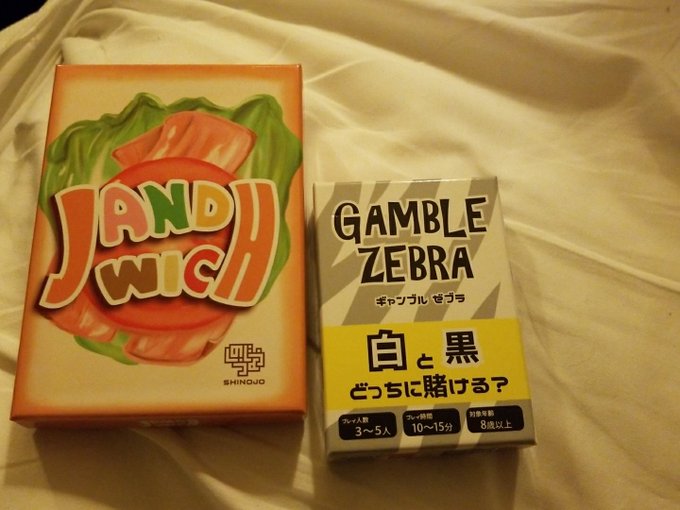 JANDWICH
SHINOJO
GAMBLE
ZEBRA
ギャンブル ゼブラ
白と黒
どっちに賭ける?
プレイ人数
3〜5人
プレイ時間
10〜15分
対象年齢
8歳以上